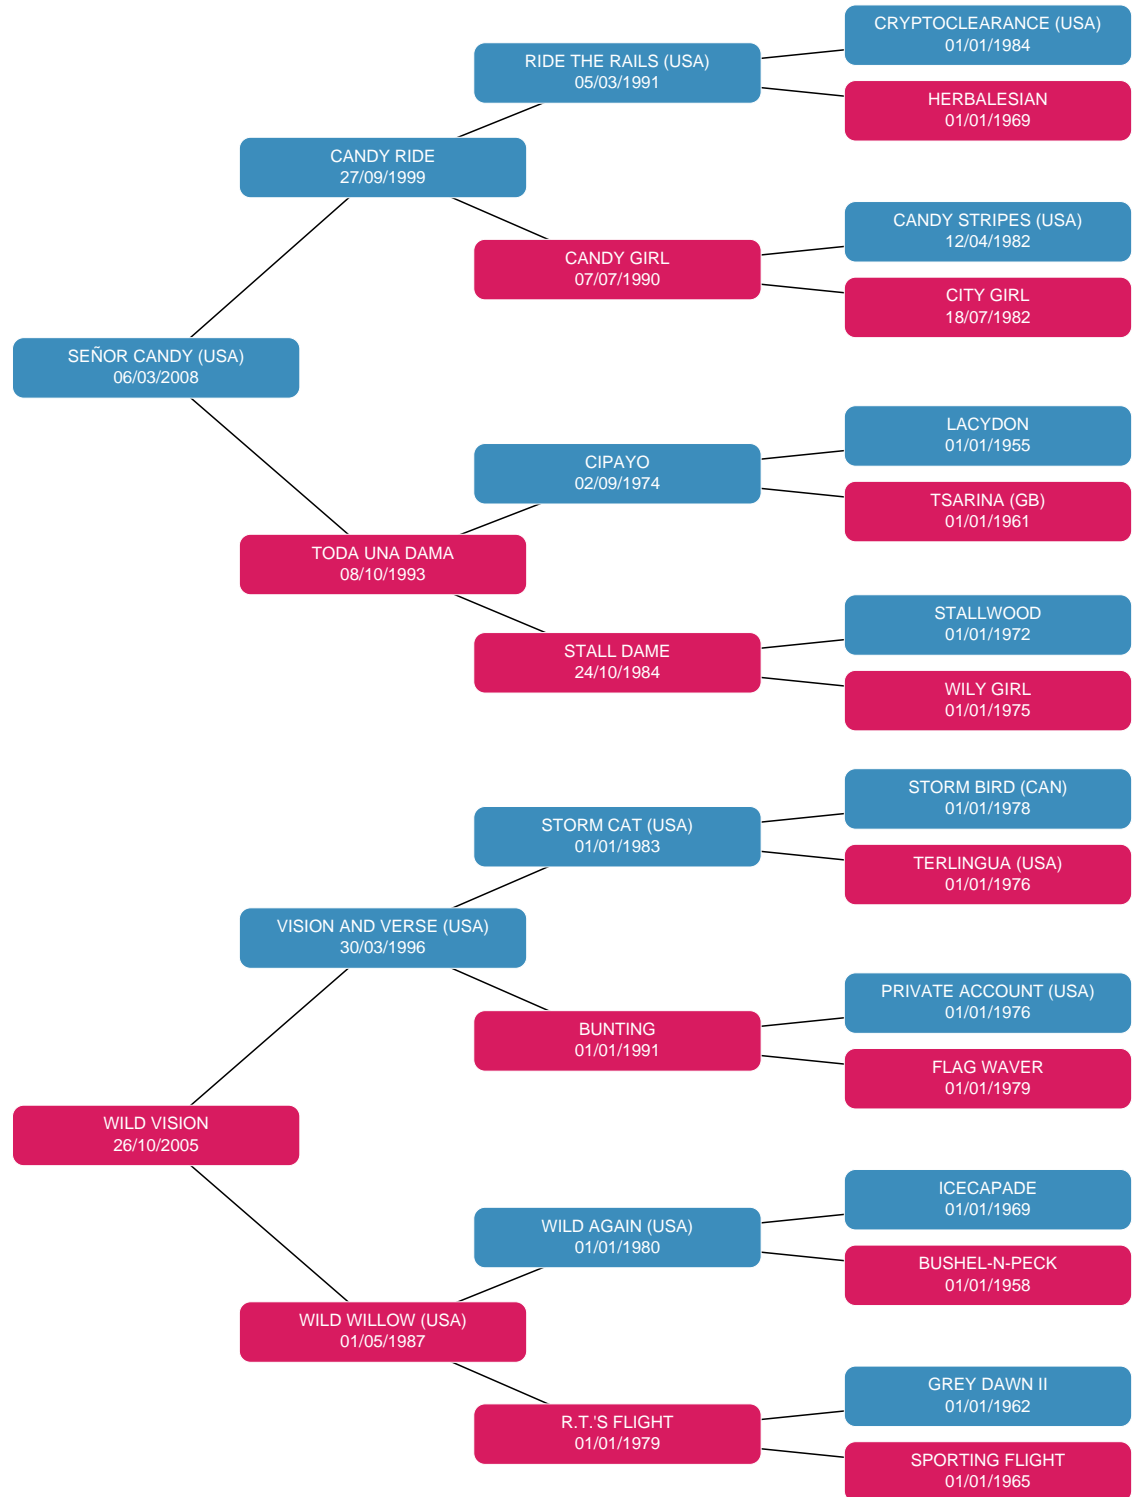 CRYPTOCLEARANCE (USA)
01/01/1984
RIDE THE RAILS (USA)
05/03/1991
HERBALESIAN
01/01/1969
CANDY RIDE
27/09/1999
CANDY STRIPES (USA)
12/04/1982
CANDY GIRL
07/07/1990
CITY GIRL
18/07/1982
SEÑOR CANDY (USA)
06/03/2008
LACYDON
01/01/1955
CIPAYO
02/09/1974
TSARINA (GB)
01/01/1961
TODA UNA DAMA
08/10/1993
STALLWOOD
01/01/1972
STALL DAME
24/10/1984
WILY GIRL
01/01/1975
STORM BIRD (CAN)
01/01/1978
STORM CAT (USA)
01/01/1983
TERLINGUA (USA)
01/01/1976
VISION AND VERSE (USA)
30/03/1996
PRIVATE ACCOUNT (USA)
01/01/1976
BUNTING
01/01/1991
FLAG WAVER
01/01/1979
WILD VISION
26/10/2005
ICECAPADE
01/01/1969
WILD AGAIN (USA)
01/01/1980
BUSHEL-N-PECK
01/01/1958
WILD WILLOW (USA)
01/05/1987
GREY DAWN II
01/01/1962
R.T.'S FLIGHT
01/01/1979
SPORTING FLIGHT
01/01/1965